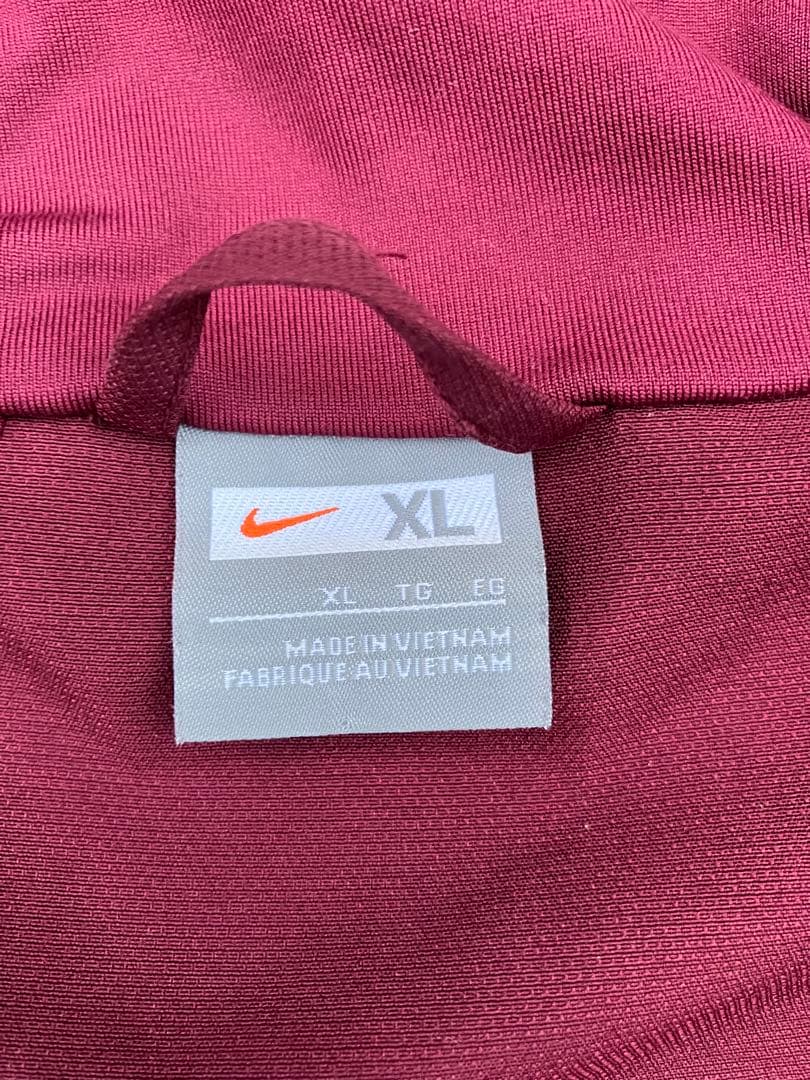 XL
XL TG EG
MADE IN VIETNAM
FABRIQUE AU VIETNAM